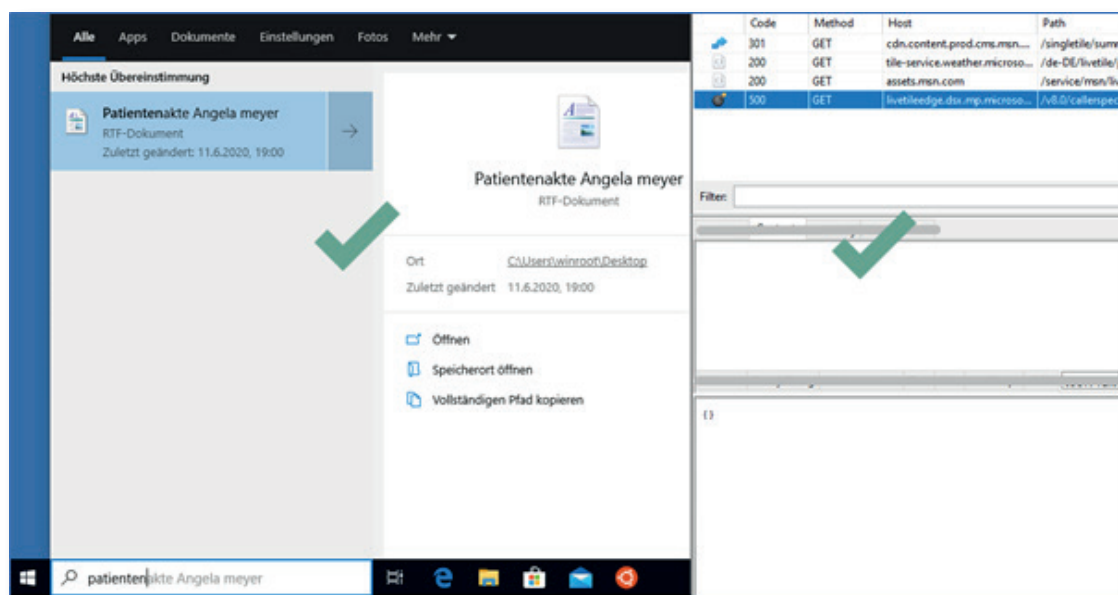 Alle Apps Dokumente Einstellungen Fotos Mehr
Höchste Übereinstimmung
Patientenakte Angela meyer
RTF-Dokument
Zuletzt geändert: 11.6.2020, 19:00
Patientenakte Angela meyer
RTF-Dokument
Ort C:\Users\winroot\Desktop
Zuletzt geändert 11.6.2020, 19:00
Öffnen
Speicherort öffnen
Vollständigen Pfad kopieren
patientenakte Angela meyer
Code Method Host Path
301 GET cdn.content.prod.cms.msn.... /singletile/summ
200 GET tile-service.weather.microso... /de-DE/livetile/
200 GET assets.msn.com /service/msn/liv
500 GET livetileedge.dsx.mp.microso... /v8.0/callerspec
Filter:
{}